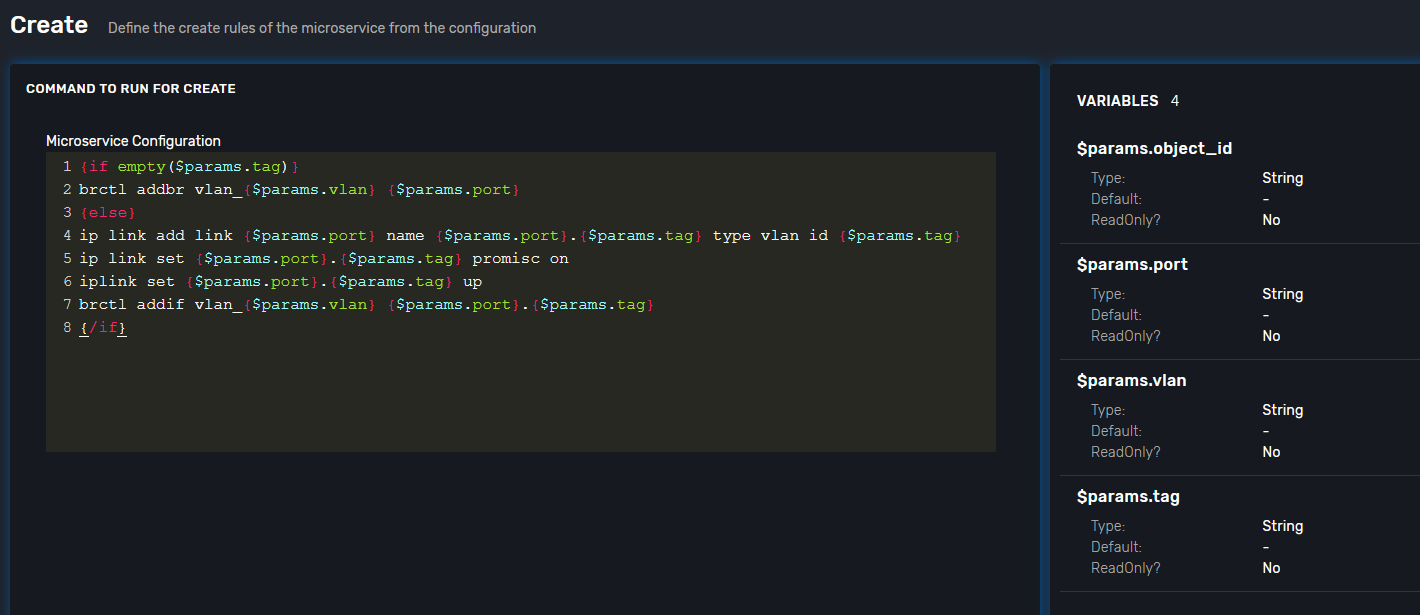 Create Define the create rules of the microservice from the configuration
COMMAND TO RUN FOR CREATE
Microservice Configuration
1 {if empty($params.tag)}
2 brctl addbr vlan_{$params.vlan} {$params.port}
3 {else}
4 ip link add link {$params.port} name {$params.port}.{$params.tag} type vlan id {$params.tag}
5 ip link set {$params.port}.{$params.tag} promisc on
6 iplink set {$params.port}.{$params.tag} up
7 brctl addif vlan_{$params.vlan} {$params.port}.{$params.tag}
8 {/if}
VARIABLES 4
$params.object_id
Type: String
Default: -
ReadOnly? No
$params.port
Type: String
Default: -
ReadOnly? No
$params.vlan
Type: String
Default: -
ReadOnly? No
$params.tag
Type: String
Default: -
ReadOnly? No